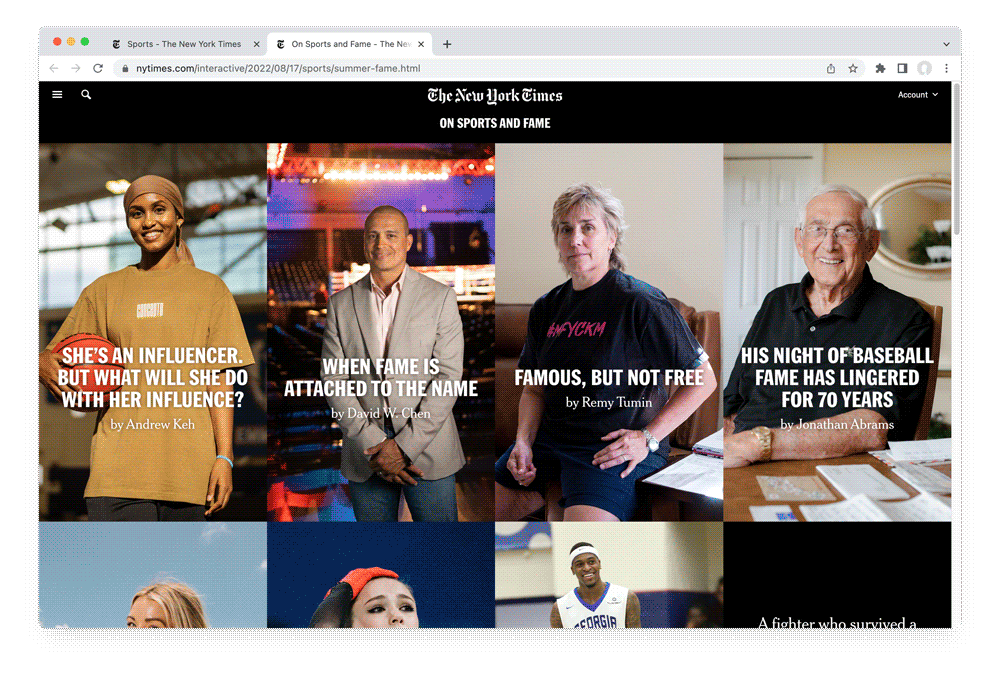 Sports - The New York Times
On Sports and Fame - The Nev
nytimes.com/interactive/2022/08/17/sports/summer-fame.html
The New York Times
Account
ON SPORTS AND FAME
SHE'S AN INFLUENCER.
BUT WHAT WILL SHE DO
WITH HER INFLUENCE?
by Andrew Keh
WHEN FAME IS
ATTACHED TO THE NAME
by David W. Chen
#NFYCKM
FAMOUS, BUT NOT FREE
by Remy Tumin
HIS NIGHT OF BASEBALL
FAME HAS LINGERED
FOR 70 YEARS
by Jonathan Abrams
GEORGIA
A fighter who survived a